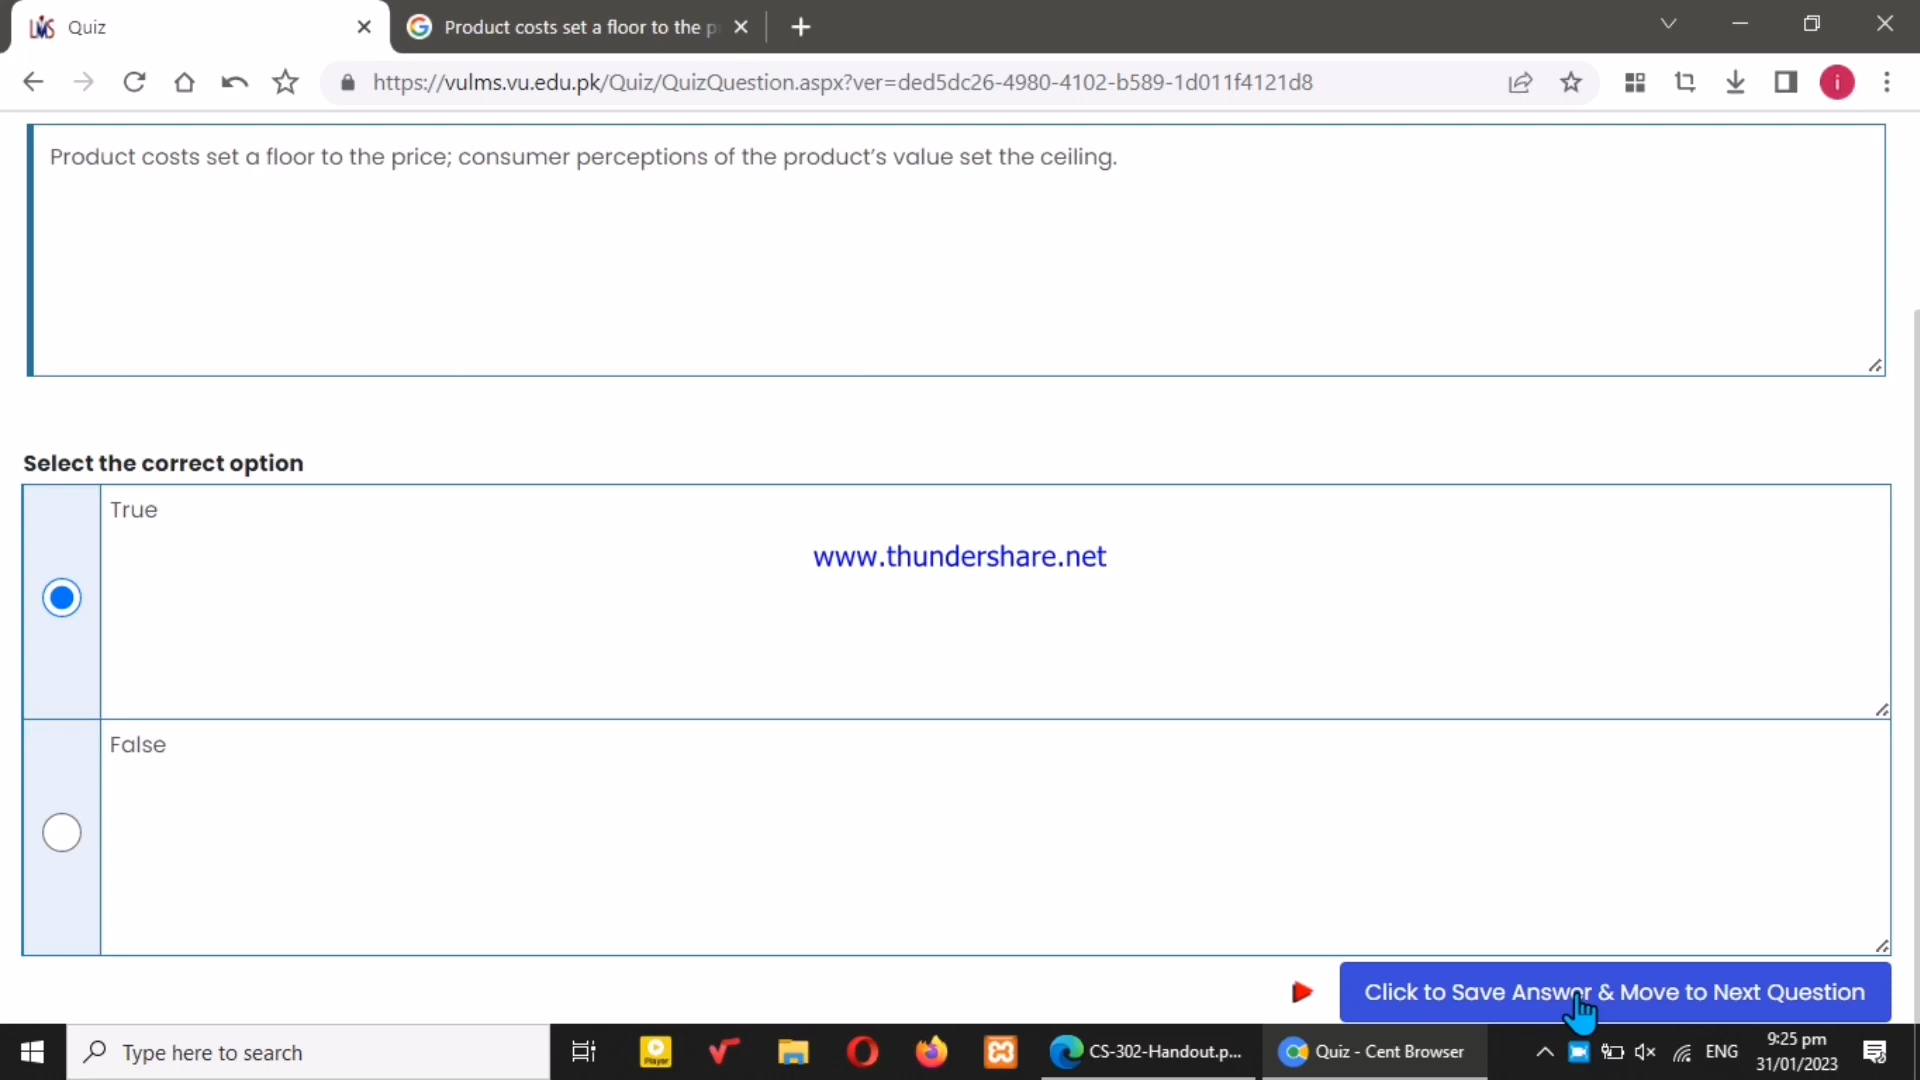 Quiz
Product costs set a floor to the p
https://vulms.vu.edu.pk/Quiz/QuizQuestion.aspx?ver=ded5dc26-4980-4102-b589-1d011f4121d8
i
Product costs set a floor to the price; consumer perceptions of the product's value set the ceiling.
Select the correct option
True
www.thundershare.net
False
Click to Save Answer & Move to Next Question
Type here to search
Player
CS-302-Handout.p...
Quiz - Cent Browser
ENG
9:25 pm
31/01/2023